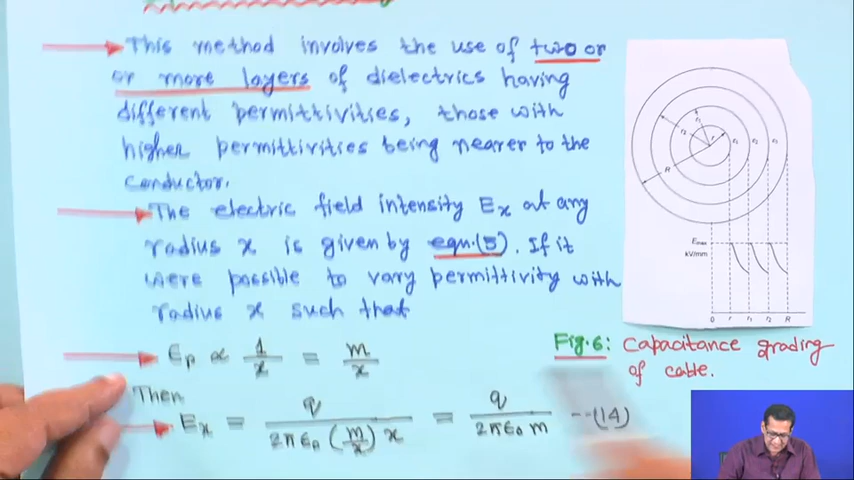 This method involves the use of two or
or more layers of dielectrics having
different permittivities, those with
higher permittivities being nearer to the
conductor.
The electric field intensity Ex at any
radius x is given by eqn.(5). If it
were possible to vary permittivity with
radius x such that
Ep ∝ 1/x = m/x
Then
Ex = q / 2πε0 (m/x) x = q / 2πε0 m --(14)
r
r1
r2
R
ε1 ε2 ε3
Emax
kV/mm
0 r r1 r2 R
Fig.6: Capacitance grading
of cable.